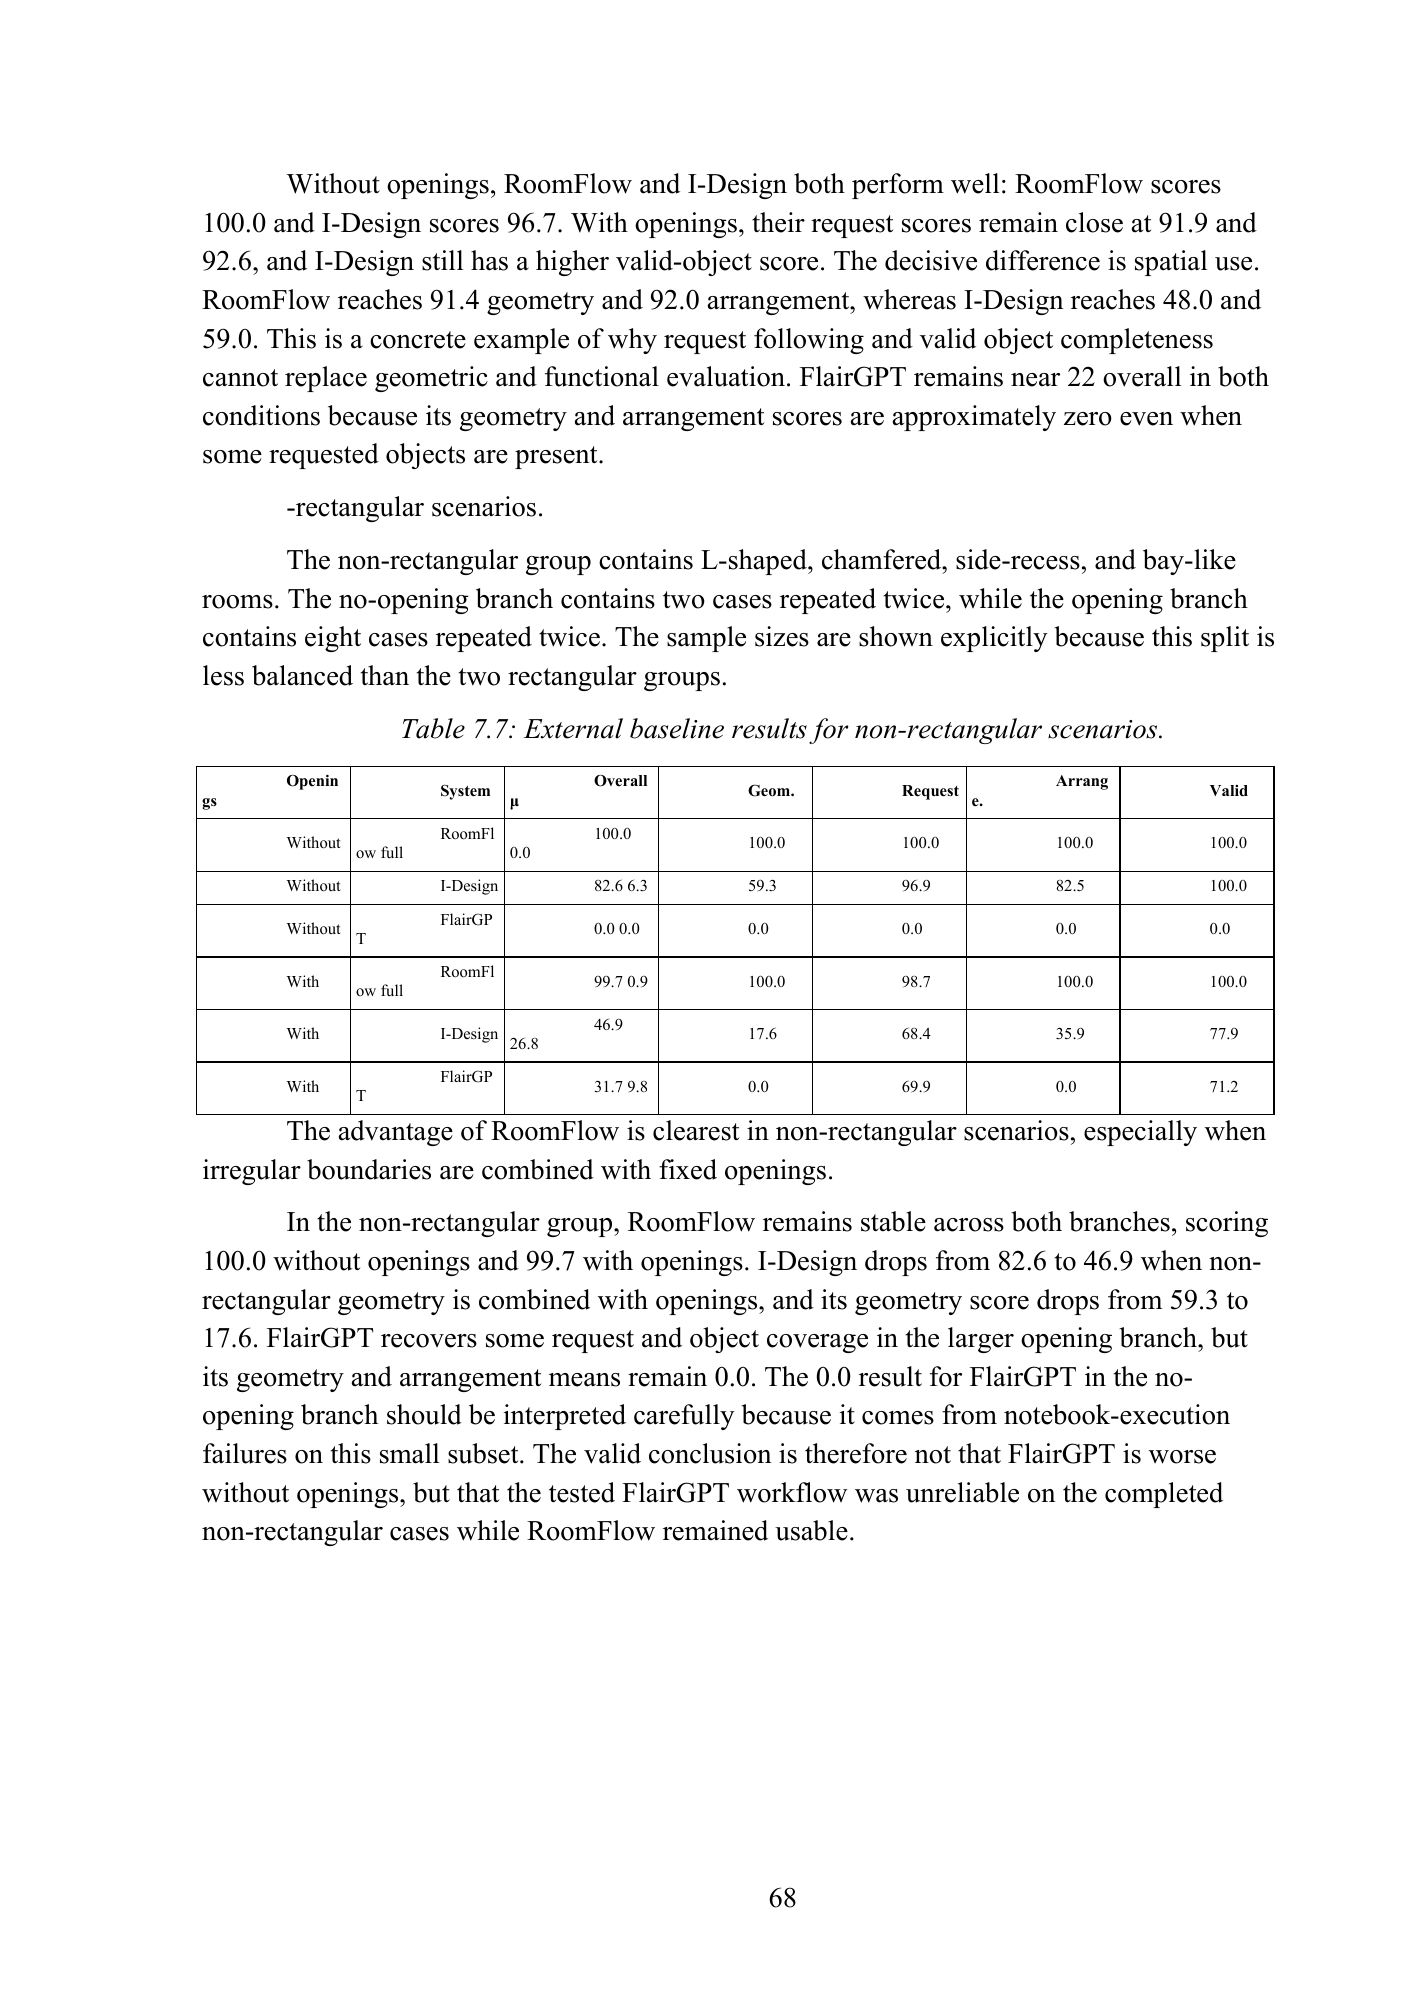 Without openings, RoomFlow and I-Design both perform well: RoomFlow scores
100.0 and I-Design scores 96.7. With openings, their request scores remain close at 91.9 and
92.6, and I-Design still has a higher valid-object score. The decisive difference is spatial use.
RoomFlow reaches 91.4 geometry and 92.0 arrangement, whereas I-Design reaches 48.0 and
59.0. This is a concrete example of why request following and valid object completeness
cannot replace geometric and functional evaluation. FlairGPT remains near 22 overall in both
conditions because its geometry and arrangement scores are approximately zero even when
some requested objects are present.
-rectangular scenarios.
The non-rectangular group contains L-shaped, chamfered, side-recess, and bay-like
rooms. The no-opening branch contains two cases repeated twice, while the opening branch
contains eight cases repeated twice. The sample sizes are shown explicitly because this split is
less balanced than the two rectangular groups.
Table 7.7: External baseline results for non-rectangular scenarios.
Openin
gs
System
Overall
μ
Geom.
Request
Arrang
e.
Valid
Without
RoomFl
ow full
100.0
0.0
100.0
100.0
100.0
100.0
Without
I-Design
82.6 6.3
59.3
96.9
82.5
100.0
Without
FlairGP
T
0.0 0.0
0.0
0.0
0.0
0.0
With
RoomFl
ow full
99.7 0.9
100.0
98.7
100.0
100.0
With
I-Design
46.9
26.8
17.6
68.4
35.9
77.9
With
FlairGP
T
31.7 9.8
0.0
69.9
0.0
71.2
The advantage of RoomFlow is clearest in non-rectangular scenarios, especially when
irregular boundaries are combined with fixed openings.
In the non-rectangular group, RoomFlow remains stable across both branches, scoring
100.0 without openings and 99.7 with openings. I-Design drops from 82.6 to 46.9 when non-
rectangular geometry is combined with openings, and its geometry score drops from 59.3 to
17.6. FlairGPT recovers some request and object coverage in the larger opening branch, but
its geometry and arrangement means remain 0.0. The 0.0 result for FlairGPT in the no-
opening branch should be interpreted carefully because it comes from notebook-execution
failures on this small subset. The valid conclusion is therefore not that FlairGPT is worse
without openings, but that the tested FlairGPT workflow was unreliable on the completed
non-rectangular cases while RoomFlow remained usable.
68